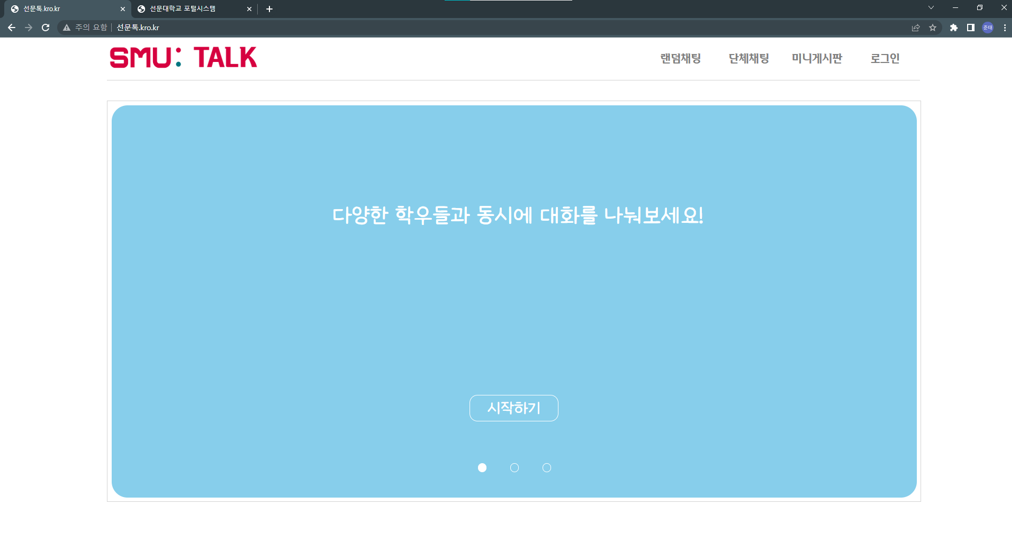 선문톡.kro.kr
선문대학교 포털시스템
주의 요함
선문톡.kro.kr
SMU: TALK
랜덤채팅
단체채팅
미니게시판
로그인
다양한 학우들과 동시에 대화를 나눠보세요!
시작하기